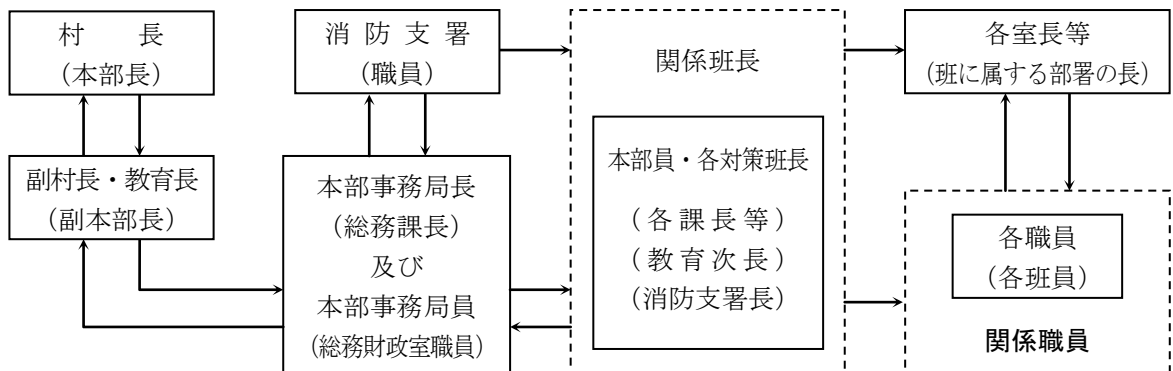 村　　長
（本部長）
副村長・教育長
（副本部長）
消 防 支 署
（職員）
本部事務局長
（総務課長）
及び
本部事務局員
（総務財政室職員）
関係班長
本部員・各対策班長
（ 各 課 長 等 ）
（ 教 育 次 長 ）
（消防支署長）
各室長等
（班に属する部署の長）
各職員
（各班員）
関係職員